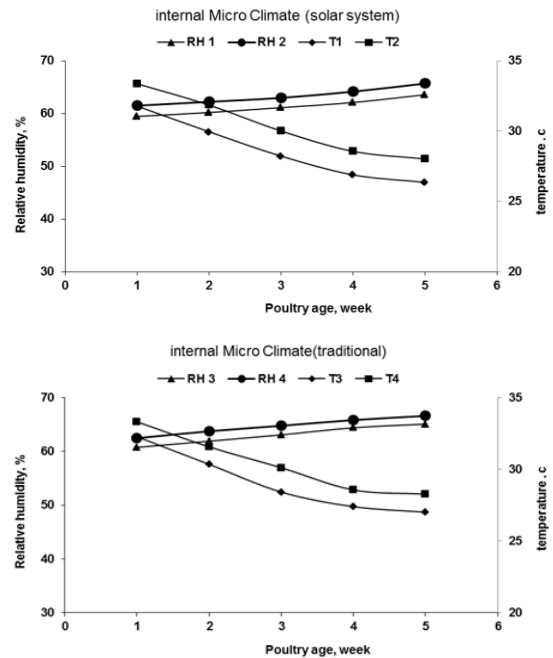 internal Micro Climate (solar system)
RH 1 RH 2 T1 T2
70 35
60
50 30
40 25
30 20
0 1 2 3 4 5 6
Relative humidity, %
temperature . c
Poultry age, week
internal Micro Climate(traditional)
RH 3 RH 4 T3 T4
70 35
60
50 30
40 25
30 20
0 1 2 3 4 5 6
Relative humidity, %
temperature . c
Poultry age, week